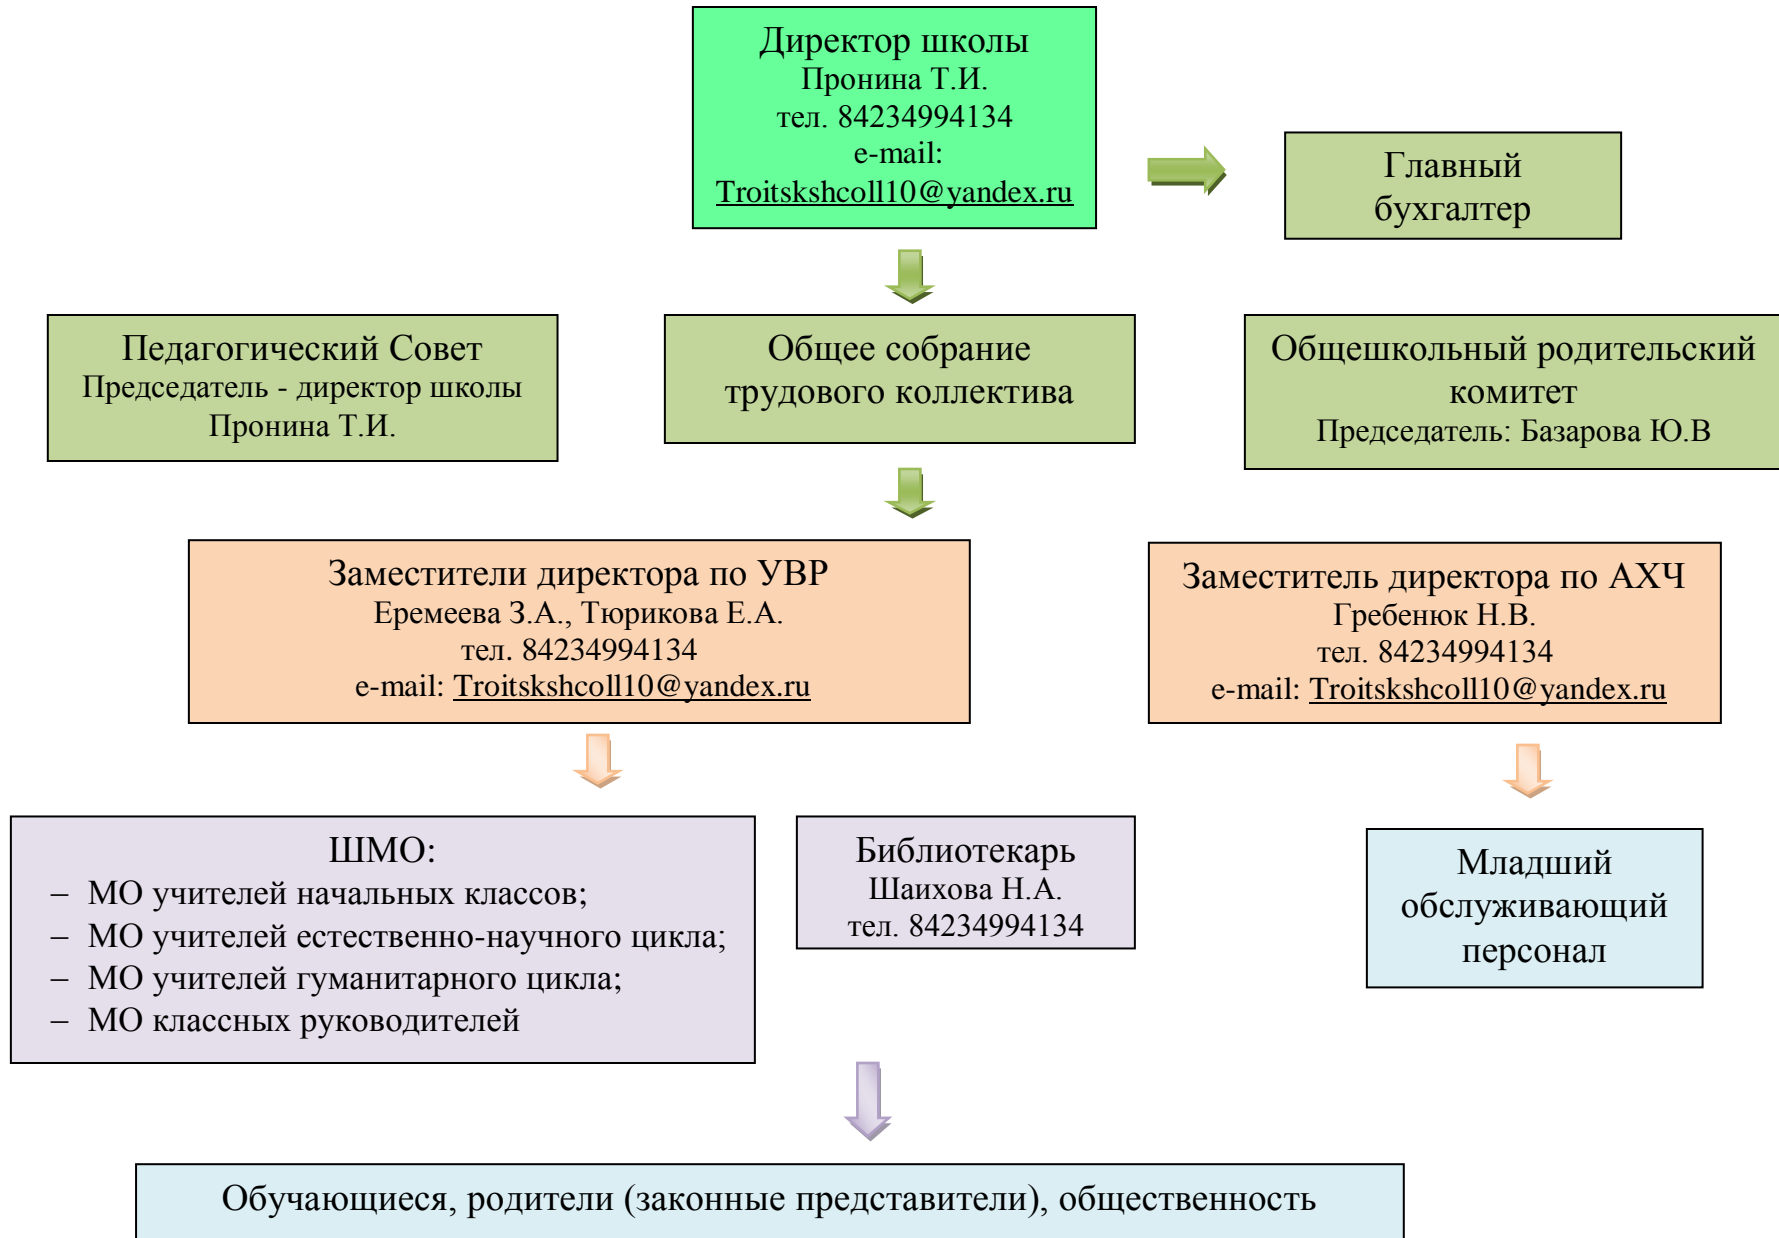 Директор школы
Пронина Т.И.
тел. 84234994134
e-mail:
Troitskshcoll10@yandex.ru
Главный
бухгалтер
Педагогический Совет
Председатель - директор школы
Пронина Т.И.
Общее собрание
трудового коллектива
Общешкольный родительский
комитет
Председатель: Базарова Ю.В
Заместители директора по УВР
Еремеева З.А., Тюрикова Е.А.
тел. 84234994134
e-mail: Troitskshcoll10@yandex.ru
Заместитель директора по АХЧ
Гребенюк Н.В.
тел. 84234994134
e-mail: Troitskshcoll10@yandex.ru
ШМО:
– МО учителей начальных классов;
– МО учителей естественно-научного цикла;
– МО учителей гуманитарного цикла;
– МО классных руководителей
Библиотекарь
Шаихова Н.А.
тел. 84234994134
Младший
обслуживающий
персонал
Обучающиеся, родители (законные представители), общественность